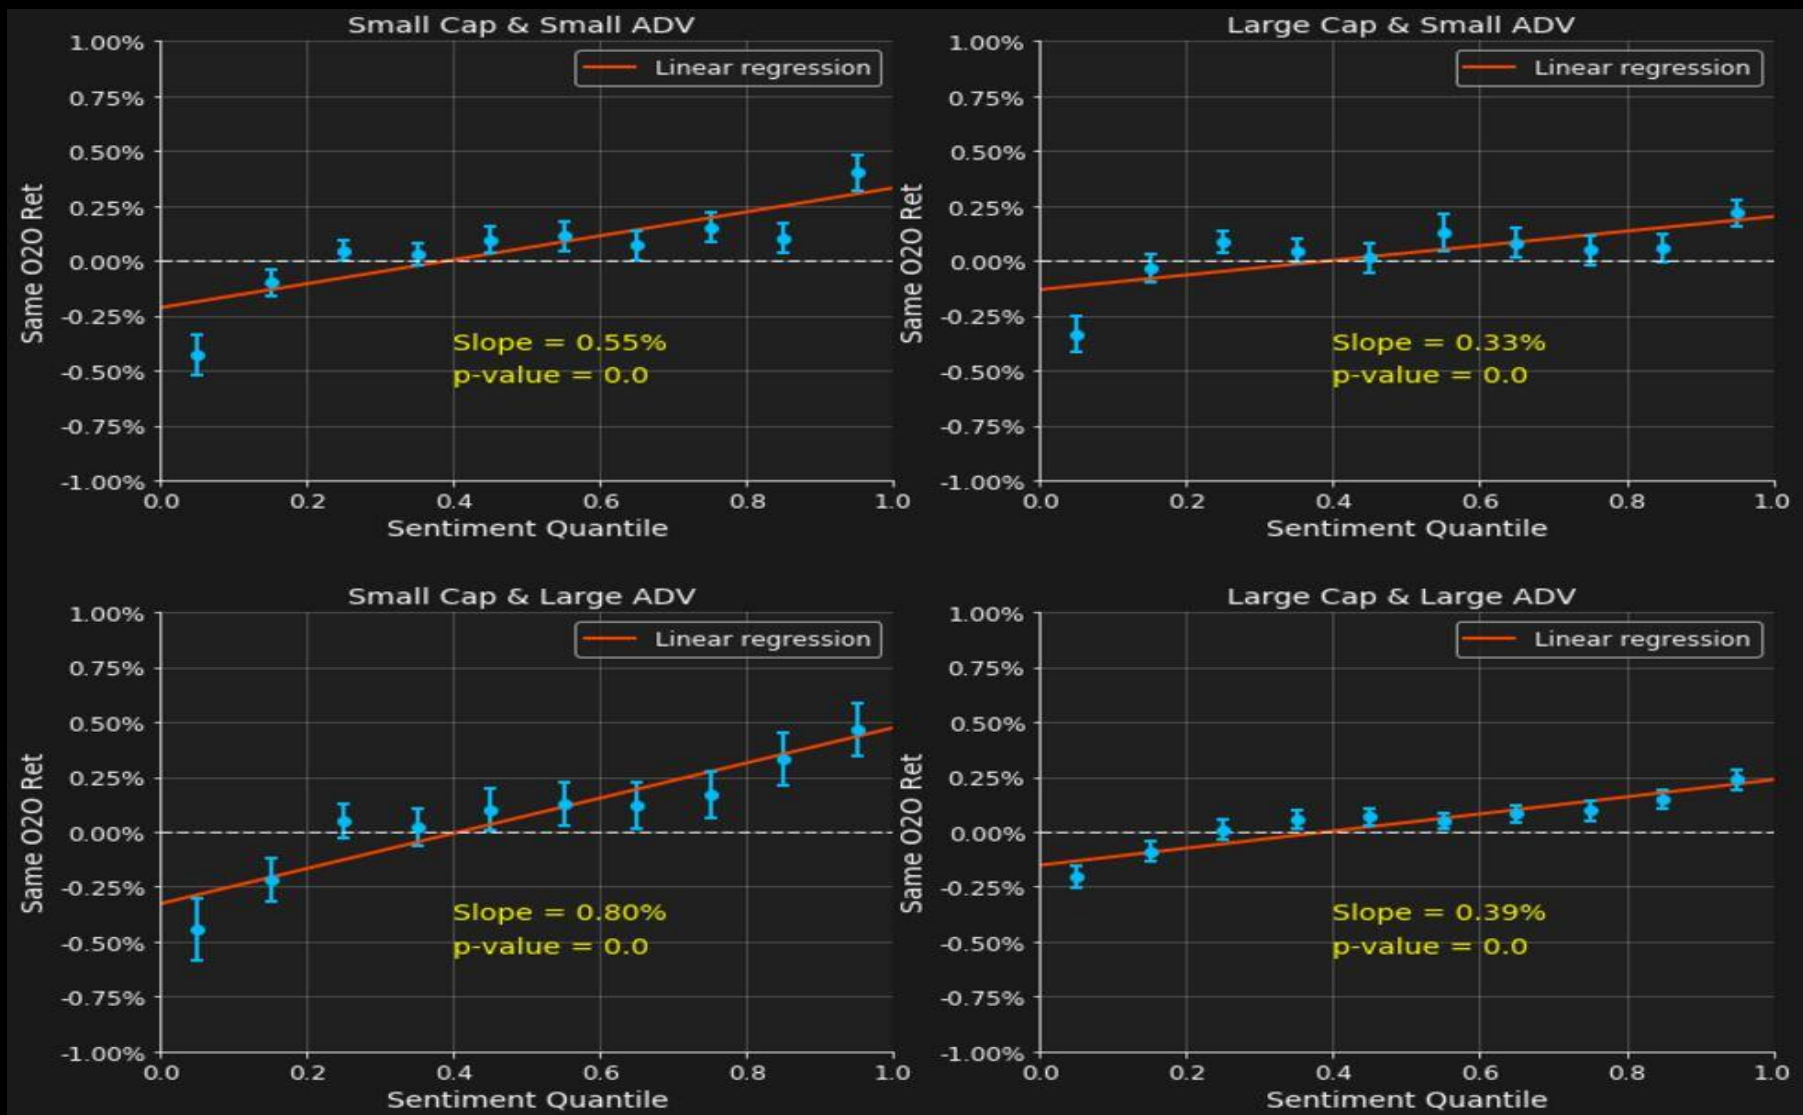 Small Cap & Small ADV
1.00%
0.75%
0.50%
0.25%
0.00%
-0.25%
-0.50%
-0.75%
-1.00%
Same O2O Ret
Linear regression
Slope = 0.55%
p-value = 0.0
0.0 0.2 0.4 0.6 0.8 1.0
Sentiment Quantile
Large Cap & Small ADV
1.00%
0.75%
0.50%
0.25%
0.00%
-0.25%
-0.50%
-0.75%
-1.00%
Same O2O Ret
Linear regression
Slope = 0.33%
p-value = 0.0
0.0 0.2 0.4 0.6 0.8 1.0
Sentiment Quantile
Small Cap & Large ADV
1.00%
0.75%
0.50%
0.25%
0.00%
-0.25%
-0.50%
-0.75%
-1.00%
Same O2O Ret
Linear regression
Slope = 0.80%
p-value = 0.0
0.0 0.2 0.4 0.6 0.8 1.0
Sentiment Quantile
Large Cap & Large ADV
1.00%
0.75%
0.50%
0.25%
0.00%
-0.25%
-0.50%
-0.75%
-1.00%
Same O2O Ret
Linear regression
Slope = 0.39%
p-value = 0.0
0.0 0.2 0.4 0.6 0.8 1.0
Sentiment Quantile